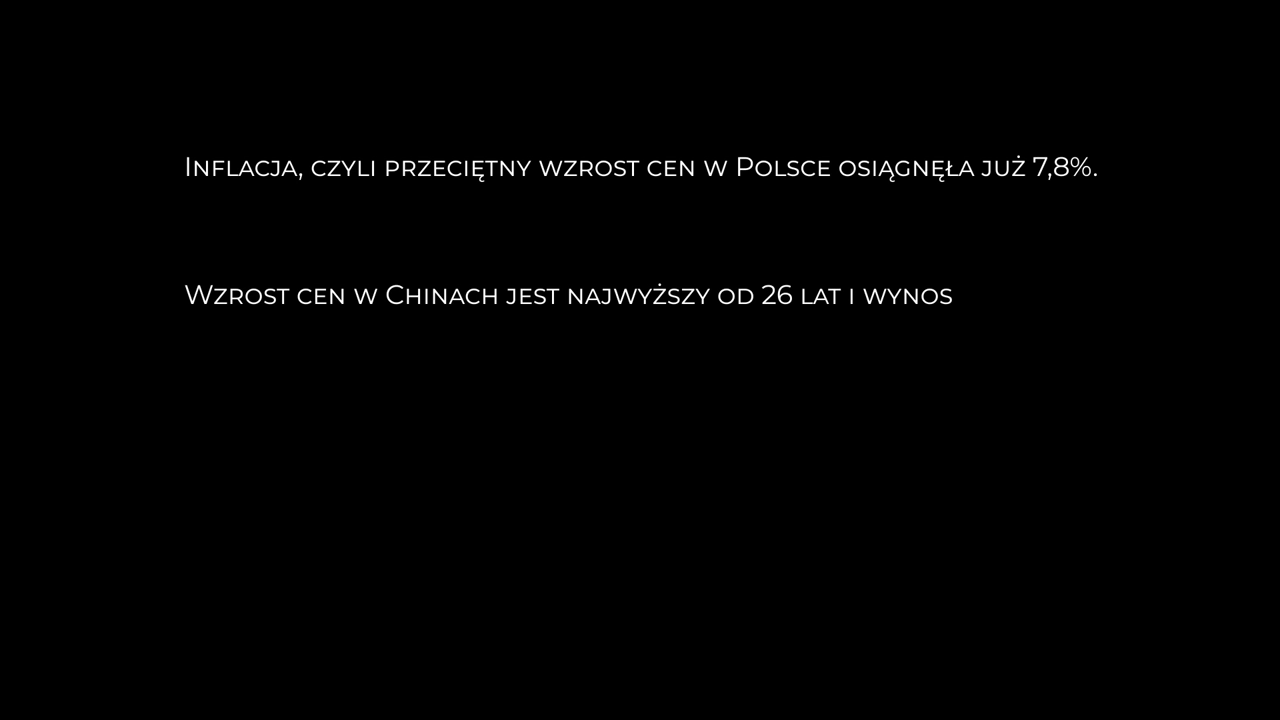 Inflacja, czyli przeciętny wzrost cen w Polsce osiągnęła już 7,8%.
Wzrost cen w Chinach jest najwyższy od 26 lat i wynos